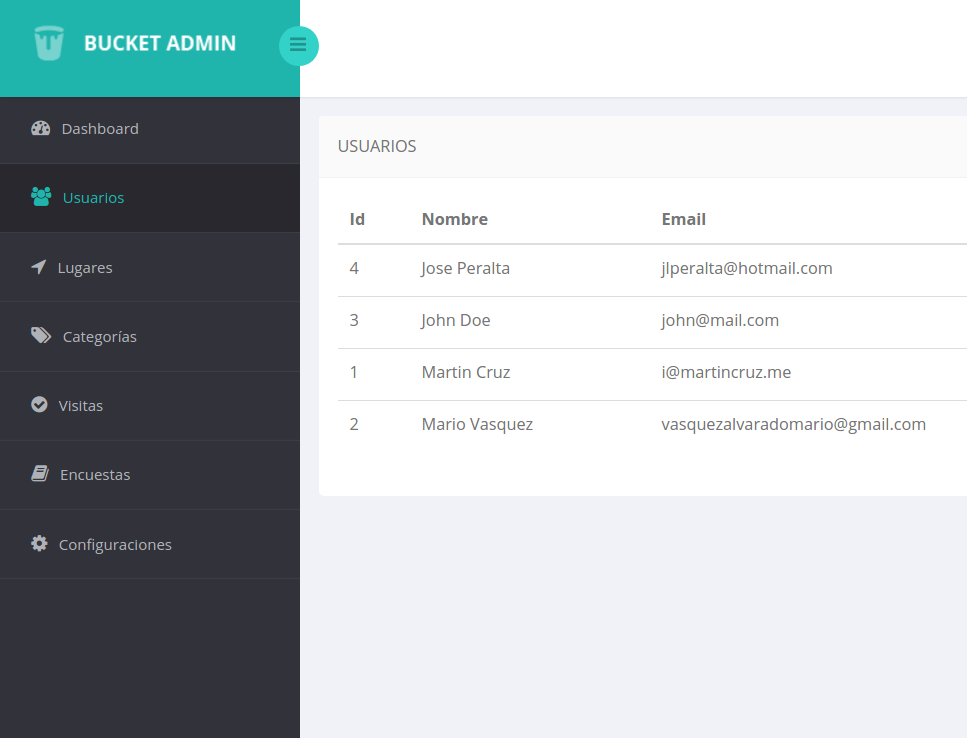 BUCKET ADMIN
Dashboard
Usuarios
Lugares
Categorías
Visitas
Encuestas
Configuraciones
USUARIOS
Id Nombre Email
4 Jose Peralta jlperalta@hotmail.com
3 John Doe john@mail.com
1 Martin Cruz i@martincruz.me
2 Mario Vasquez vasquezalvaradomario@gmail.com